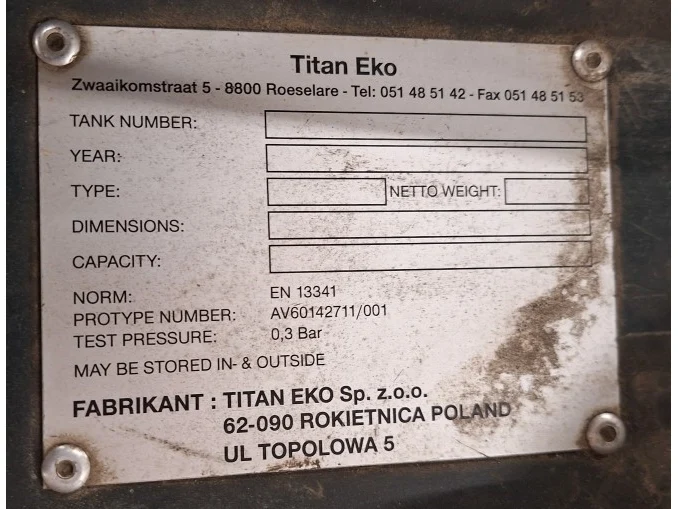 Titan Eko
Zwaaikomstraat 5 - 8800 Roeselare - Tel: 051 48 51 42 - Fax 051 48 51 53
TANK NUMBER:
YEAR:
TYPE: NETTO WEIGHT:
DIMENSIONS:
CAPACITY:
NORM: EN 13341
PROTYPE NUMBER: AV60142711/001
TEST PRESSURE: 0,3 Bar
MAY BE STORED IN- & OUTSIDE
FABRIKANT : TITAN EKO Sp. z.o.o.
62-090 ROKIETNICA POLAND
UL TOPOLOWA 5